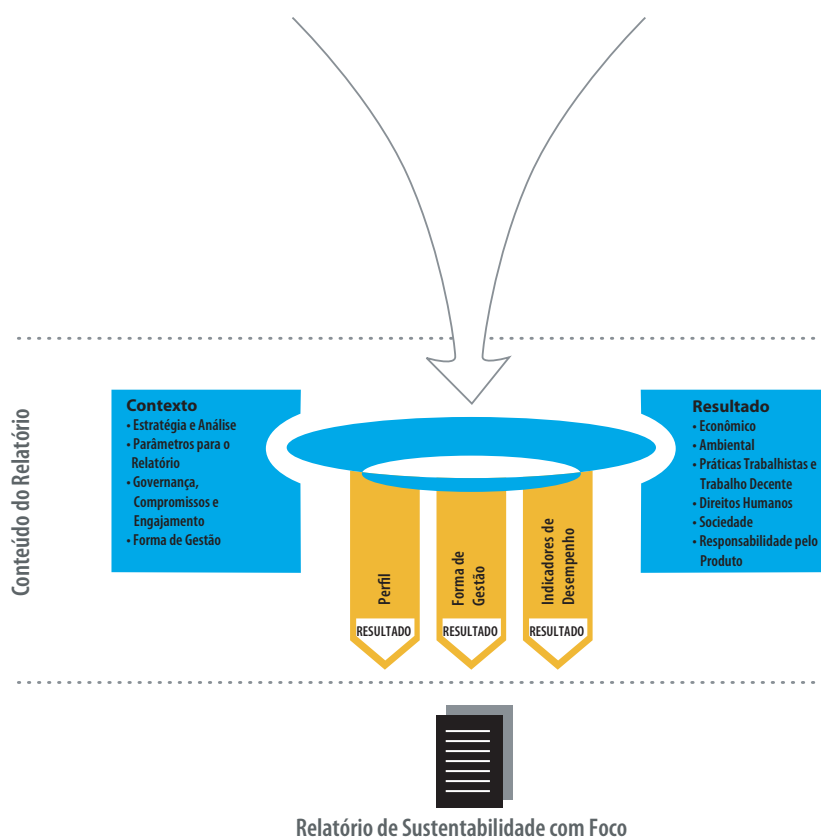 Conteúdo do Relatório
Contexto
• Estratégia e Análise
• Parâmetros para o
Relatório
• Governança,
Compromissos e
Engajamento
• Forma de Gestão
Perfil
Forma de
Gestão
Indicadores de
Desempenho
RESULTADO
RESULTADO
RESULTADO
Resultado
• Econômico
• Ambiental
• Práticas Trabalhistas e
Trabalho Decente
• Direitos Humanos
• Sociedade
• Responsabilidade pelo
Produto
Relatório de Sustentabilidade com Foco